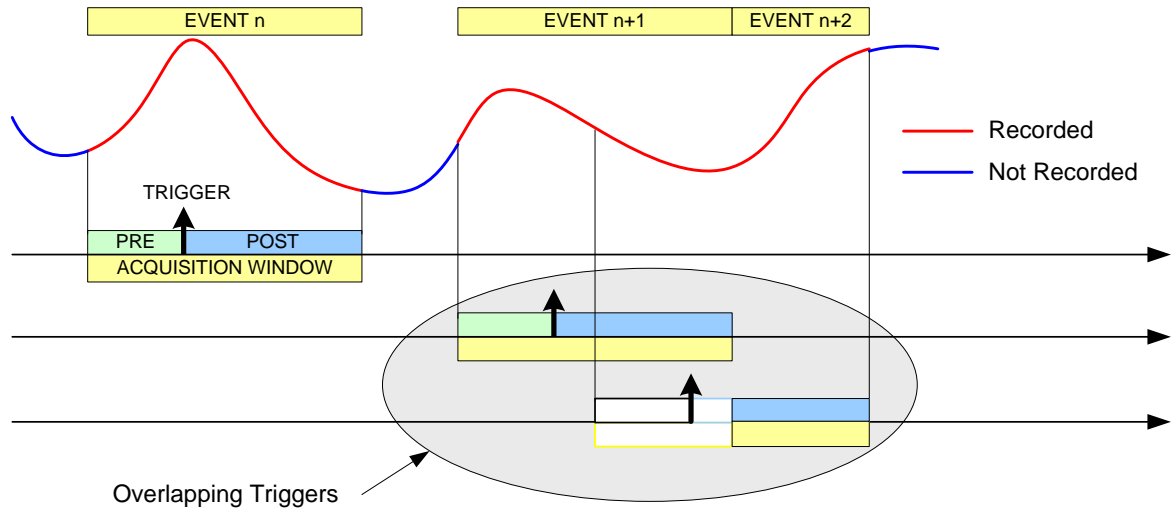 EVENT n
EVENT n+1
EVENT n+2
Recorded
Not Recorded
TRIGGER
PRE
POST
ACQUISITION WINDOW
Overlapping Triggers